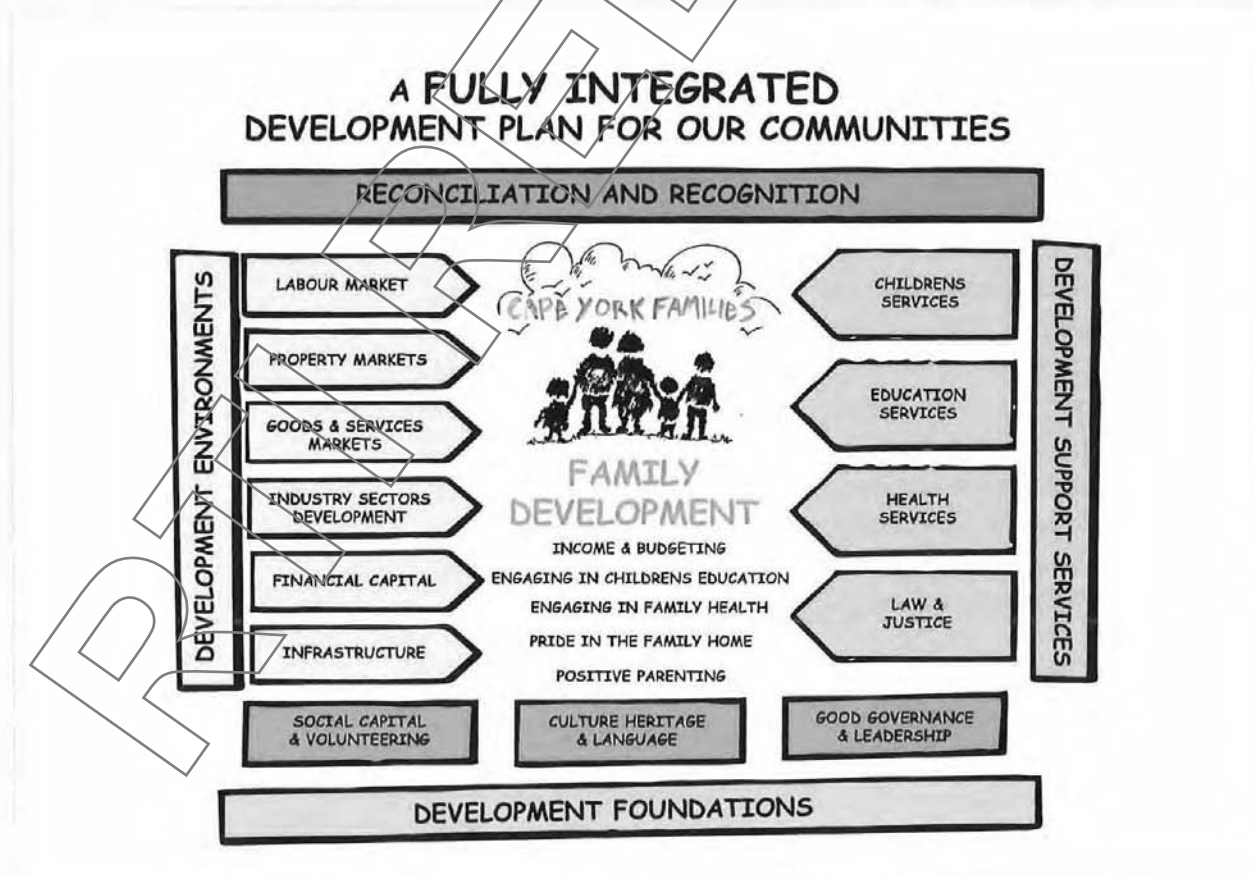 A FULLY INTEGRATED
DEVELOPMENT PLAN FOR OUR COMMUNITIES
RECONCILIATION AND RECOGNITION
DEVELOPMENT ENVIRONMENTS
LABOUR MARKET
PROPERTY MARKETS
GOODS & SERVICES
MARKETS
INDUSTRY SECTORS
DEVELOPMENT
FINANCIAL CAPITAL
INFRASTRUCTURE
CAPE YORK FAMILIES
FAMILY
DEVELOPMENT
INCOME & BUDGETING
ENGAGING IN CHILDRENS EDUCATION
ENGAGING IN FAMILY HEALTH
PRIDE IN THE FAMILY HOME
POSITIVE PARENTING
CHILDRENS
SERVICES
EDUCATION
SERVICES
HEALTH
SERVICES
LAW &
JUSTICE
DEVELOPMENT SUPPORT SERVICES
SOCIAL CAPITAL
& VOLUNTEERING
CULTURE HERITAGE
& LANGUAGE
GOOD GOVERNANCE
& LEADERSHIP
DEVELOPMENT FOUNDATIONS
RTI REL